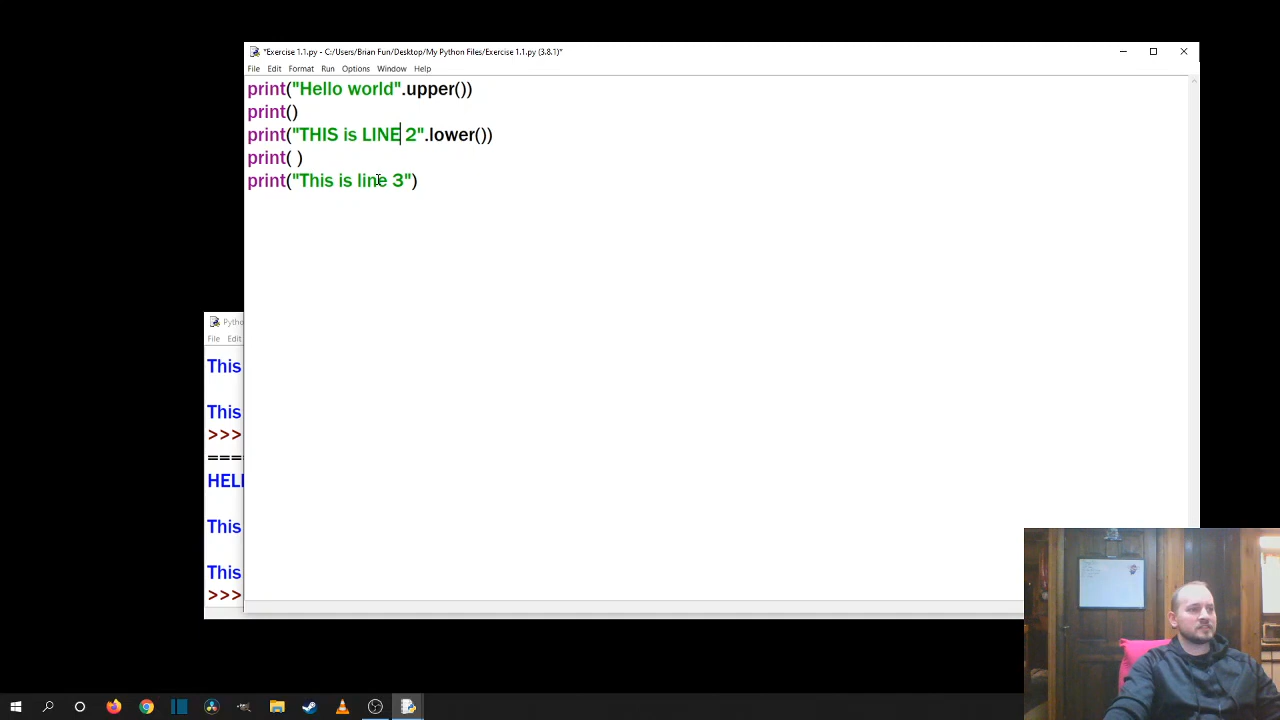 *Exercise 1.1.py - C:/Users/Brian Fun/Desktop/My Python Files/Exercise 1.1.py (3.8.1)*
File Edit Format Run Options Window Help
print("Hello world".upper())
print()
print("THIS is LINE 2".lower())
print( )
print("This is line 3")
Pytho
File Edit
This
This
>>>
====
HELL
This
This
>>>